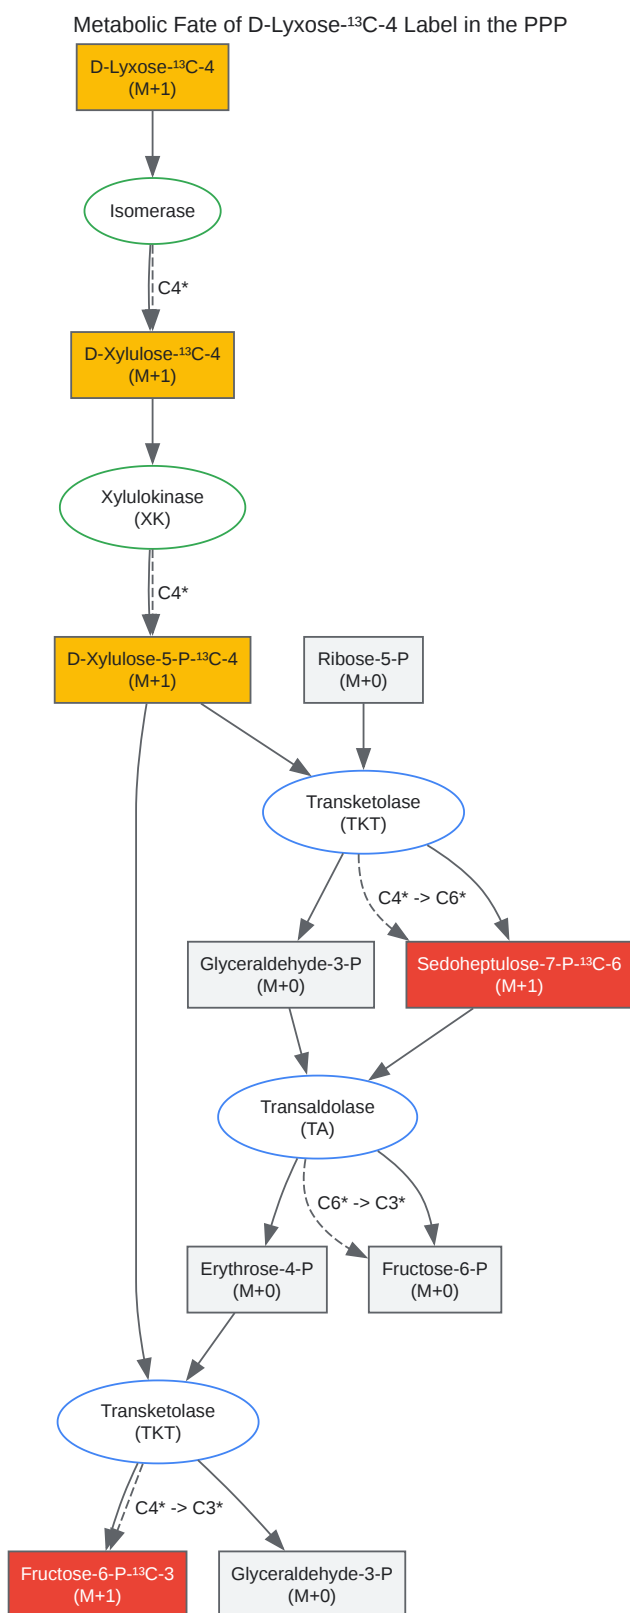 Metabolic Fate of D-Lyxose-¹³C-4 Label in the PPP
D-Lyxose-¹³C-4
(M+1)
Isomerase
C4*
D-Xylulose-¹³C-4
(M+1)
Xylulokinase
(XK)
C4*
D-Xylulose-5-P-¹³C-4
(M+1)
Ribose-5-P
(M+0)
Transketolase
(TKT)
C4* -> C6*
Glyceraldehyde-3-P
(M+0)
Sedoheptulose-7-P-¹³C-6
(M+1)
Transaldolase
(TA)
C6* -> C3*
Erythrose-4-P
(M+0)
Fructose-6-P
(M+0)
Transketolase
(TKT)
C4* -> C3*
Fructose-6-P-¹³C-3
(M+1)
Glyceraldehyde-3-P
(M+0)